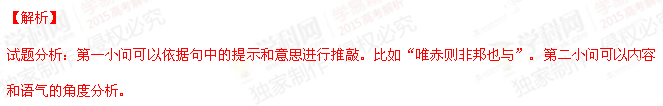 【解析】
试题分析：第一小问可以依据句中的提示和意思进行推敲。比如“唯赤则非邦也与”。第二小问可以内容
和语气的角度分析。